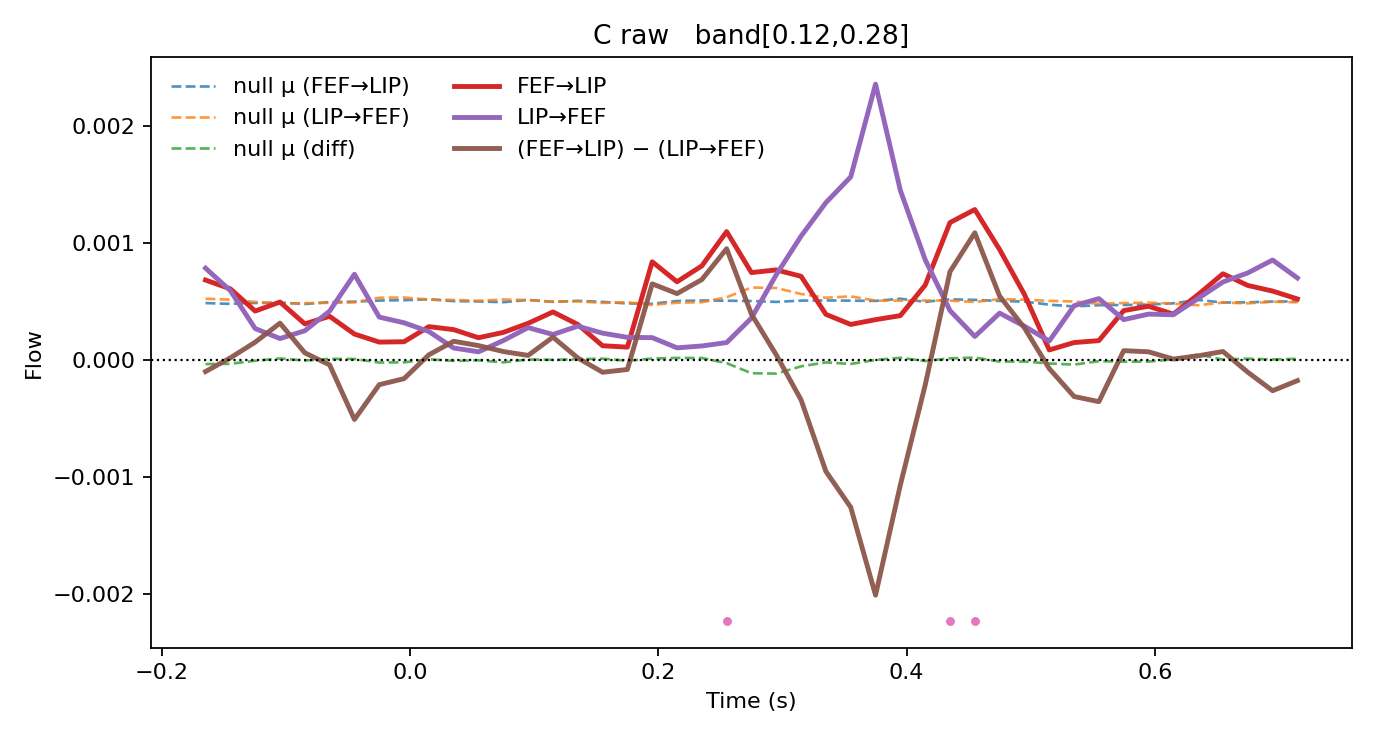 C raw band[0.12,0.28]
null μ (FEF→LIP)
null μ (LIP→FEF)
null μ (diff)
FEF→LIP
LIP→FEF
(FEF→LIP) − (LIP→FEF)
Flow
0.002
0.001
0.000
−0.001
−0.002
−0.2
0.0
0.2
0.4
0.6
Time (s)